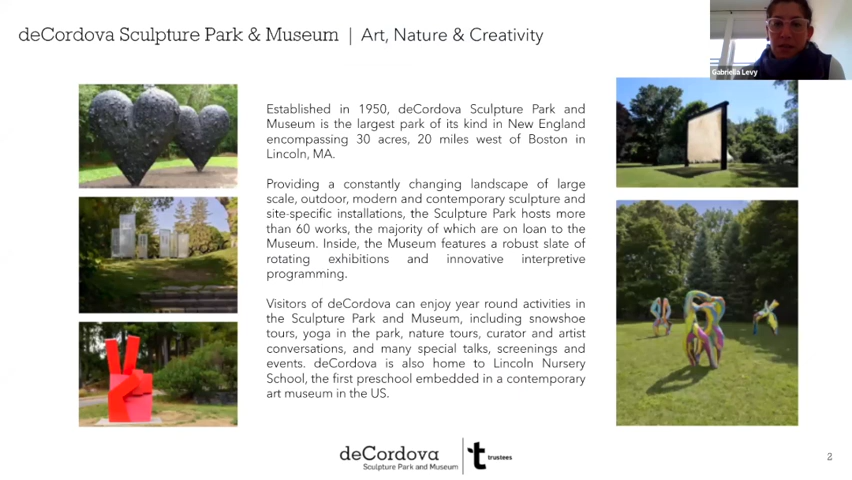 deCordova Sculpture Park & Museum | Art, Nature & Creativity
Gabriella Levy
Established in 1950, deCordova Sculpture Park and
Museum is the largest park of its kind in New England
encompassing 30 acres, 20 miles west of Boston in
Lincoln, MA.
Providing a constantly changing landscape of large
scale, outdoor, modern and contemporary sculpture and
site-specific installations, the Sculpture Park hosts more
than 60 works, the majority of which are on loan to the
Museum. Inside, the Museum features a robust slate of
rotating exhibitions and innovative interpretive
programming.
Visitors of deCordova can enjoy year round activities in
the Sculpture Park and Museum, including snowshoe
tours, yoga in the park, nature tours, curator and artist
conversations, and many special talks, screenings and
events. deCordova is also home to Lincoln Nursery
School, the first preschool embedded in a contemporary
art museum in the US.
deCordova
Sculpture Park and Museum
t trustees
2